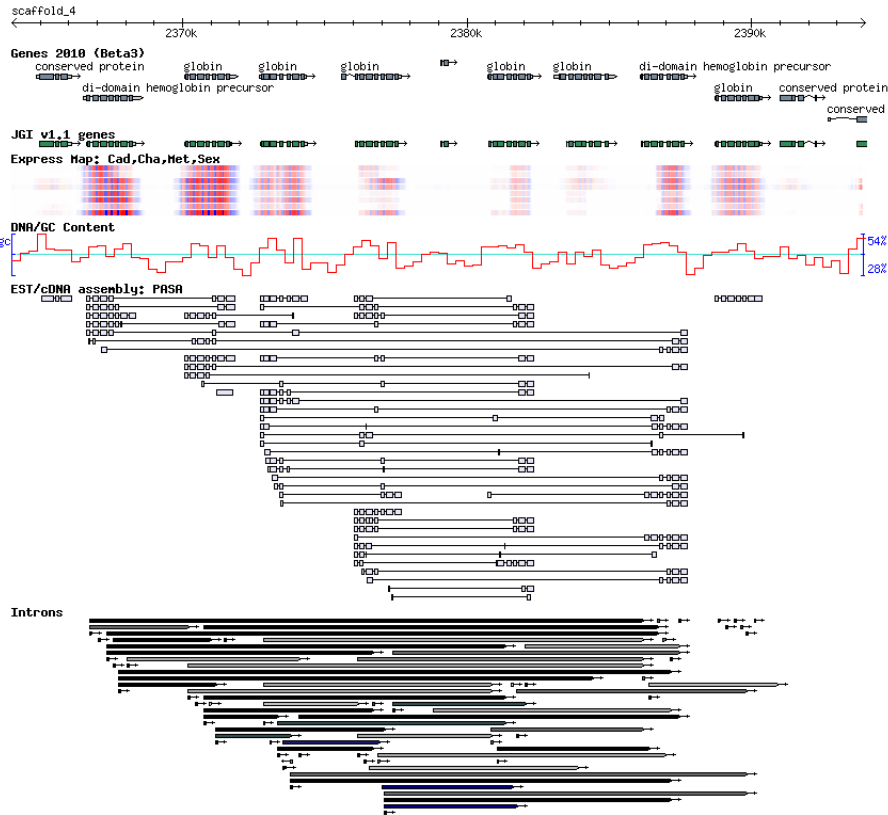 scaffold_4
2370k 2380k 2390k
Genes 2010 (Beta3)
conserved protein globin globin globin globin globin di-domain hemoglobin precursor
di-domain hemoglobin precursor globin conserved protein
conserved
JGI v1.1 genes
Express Map: Cad,Cha,Met,Sex
DNA/GC Content
gc 54%
28%
EST/cDNA assembly: PASA
Introns